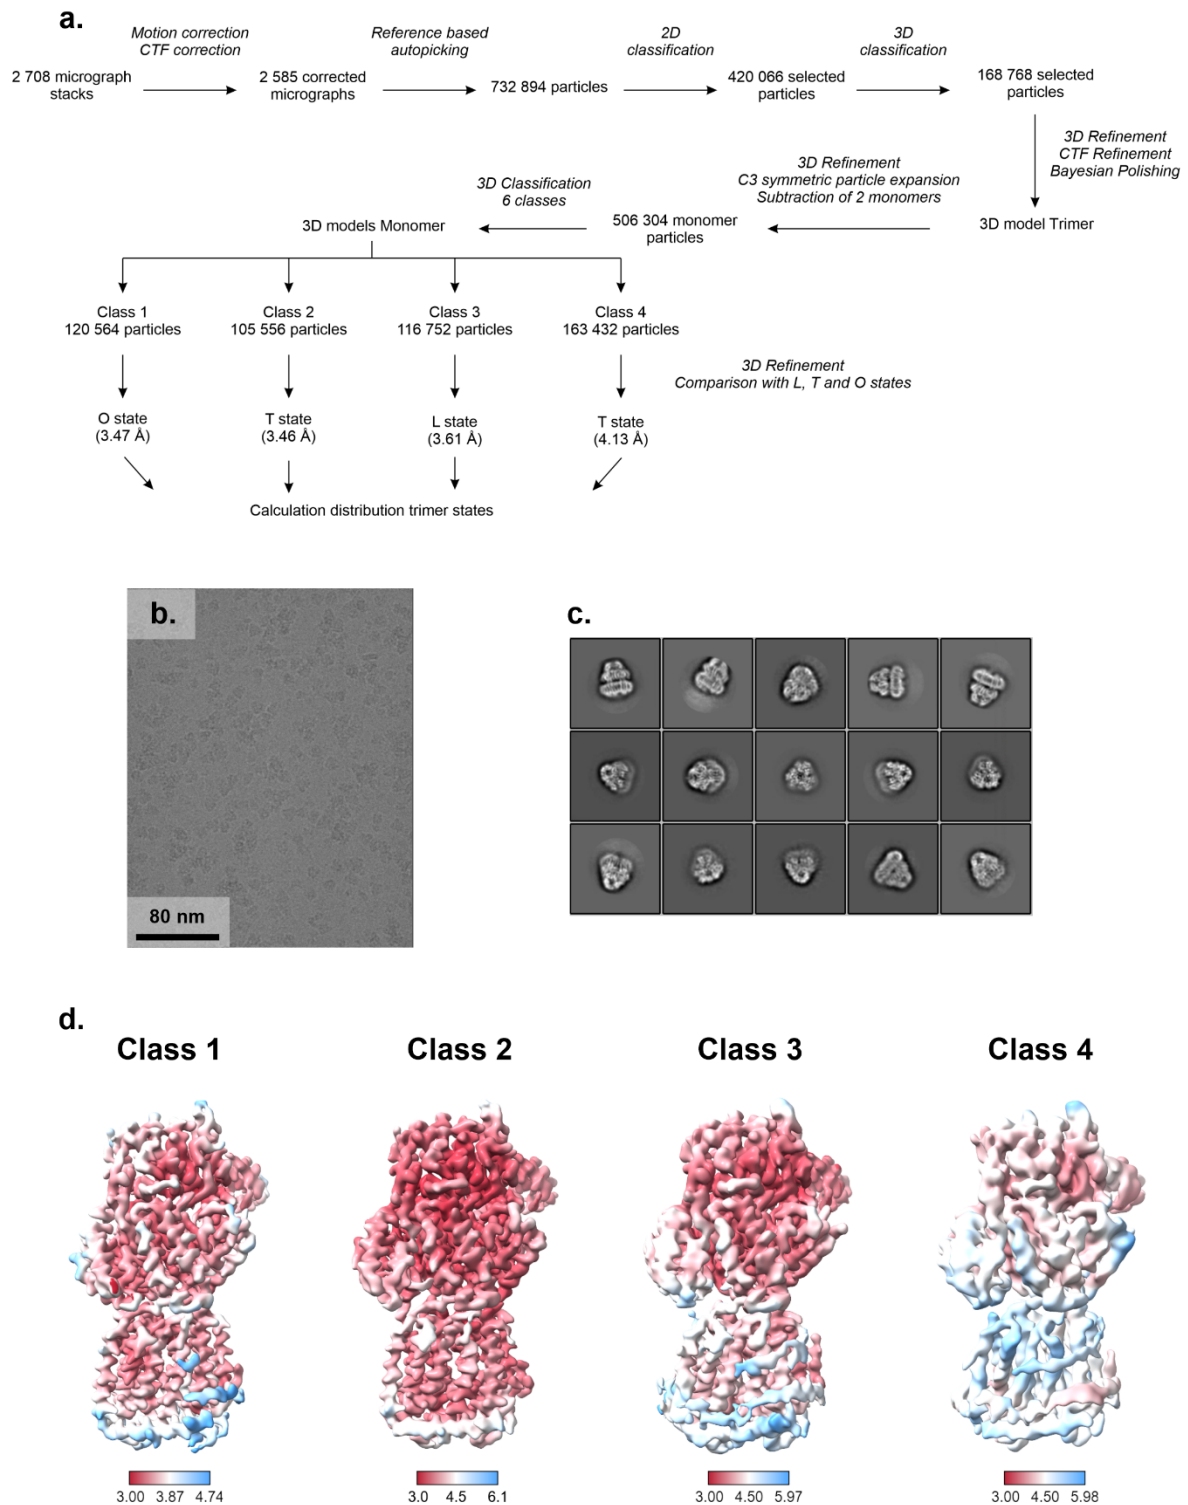 a.
Motion correction
CTF correction
Reference based
autopicking
2D
classification
3D
classification
2 708 micrograph
stacks
2 585 corrected
micrographs
732 894 particles
420 066 selected
particles
168 768 selected
particles
3D Refinement
CTF Refinement
Bayesian Polishing
3D Refinement
C3 symmetric particle expansion
Subtraction of 2 monomers
3D Classification
6 classes
3D models Monomer
506 304 monomer
particles
3D model Trimer
Class 1
120 564 particles
Class 2
105 556 particles
Class 3
116 752 particles
Class 4
163 432 particles
3D Refinement
Comparison with L, T and O states
O state
(3.47 Å)
T state
(3.46 Å)
L state
(3.61 Å)
T state
(4.13 Å)
Calculation distribution trimer states
b.
80 nm
c.
d.
Class 1
Class 2
Class 3
Class 4
3.00 3.87 4.74
3.0 4.5 6.1
3.00 4.50 5.97
3.00 4.50 5.98